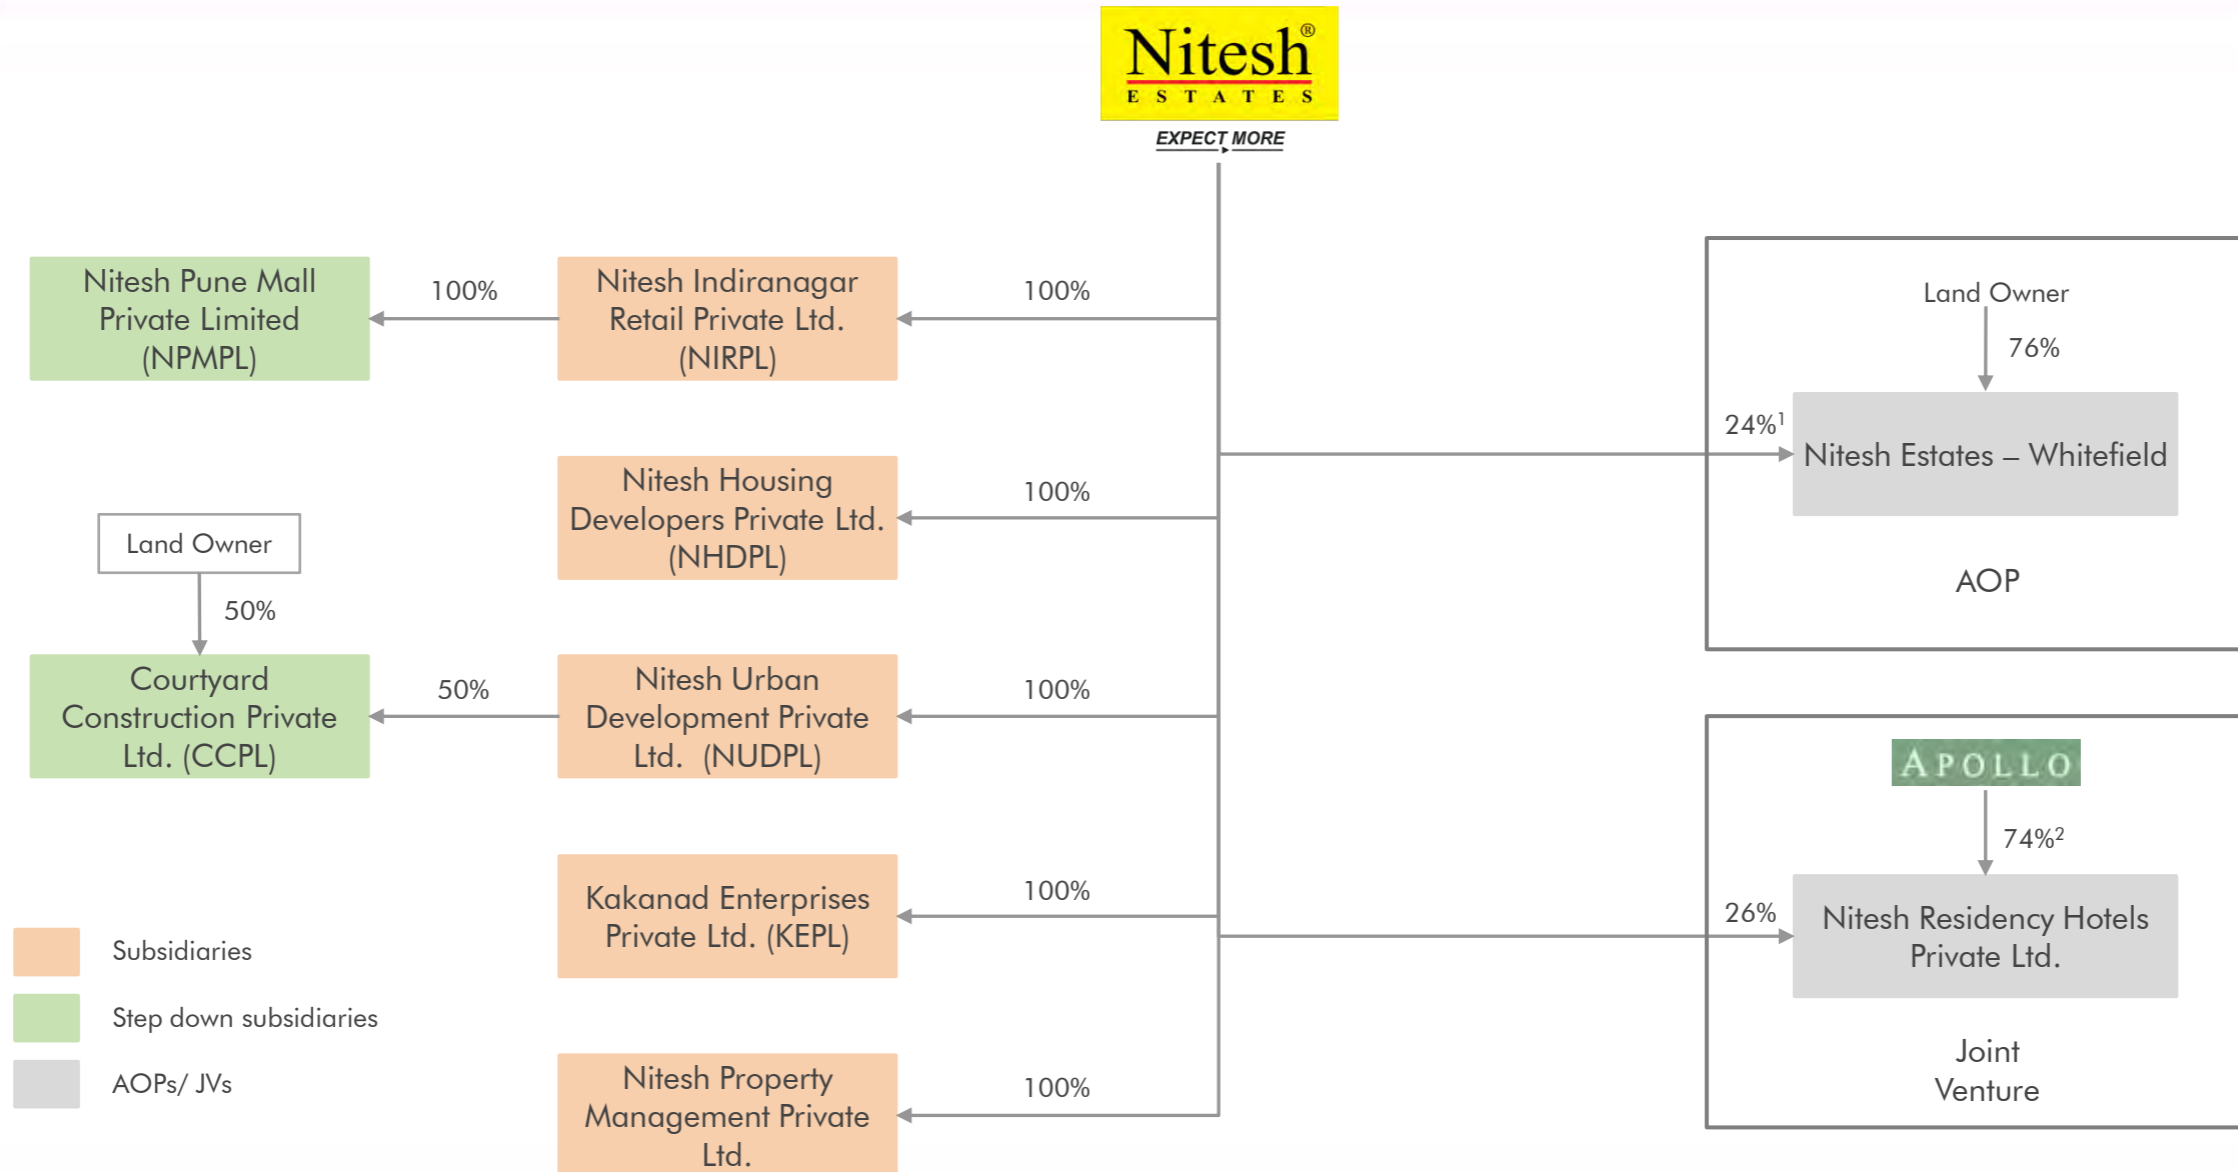 Nitesh®
ESTATES
EXPECT MORE
Nitesh Pune Mall
Private Limited
(NPMPL)
100%
Nitesh Indiranagar
Retail Private Ltd.
(NIRPL)
100%
Land Owner
76%
24%¹
Nitesh Estates – Whitefield
AOP
Nitesh Housing
Developers Private Ltd.
(NHDPL)
100%
Land Owner
50%
Courtyard
Construction Private
Ltd. (CCPL)
50%
Nitesh Urban
Development Private
Ltd. (NUDPL)
100%
APOLLO
74%²
26%
Nitesh Residency Hotels
Private Ltd.
Joint
Venture
Kakanad Enterprises
Private Ltd. (KEPL)
100%
Nitesh Property
Management Private
Ltd.
100%
Subsidiaries
Step down subsidiaries
AOPs/ JVs